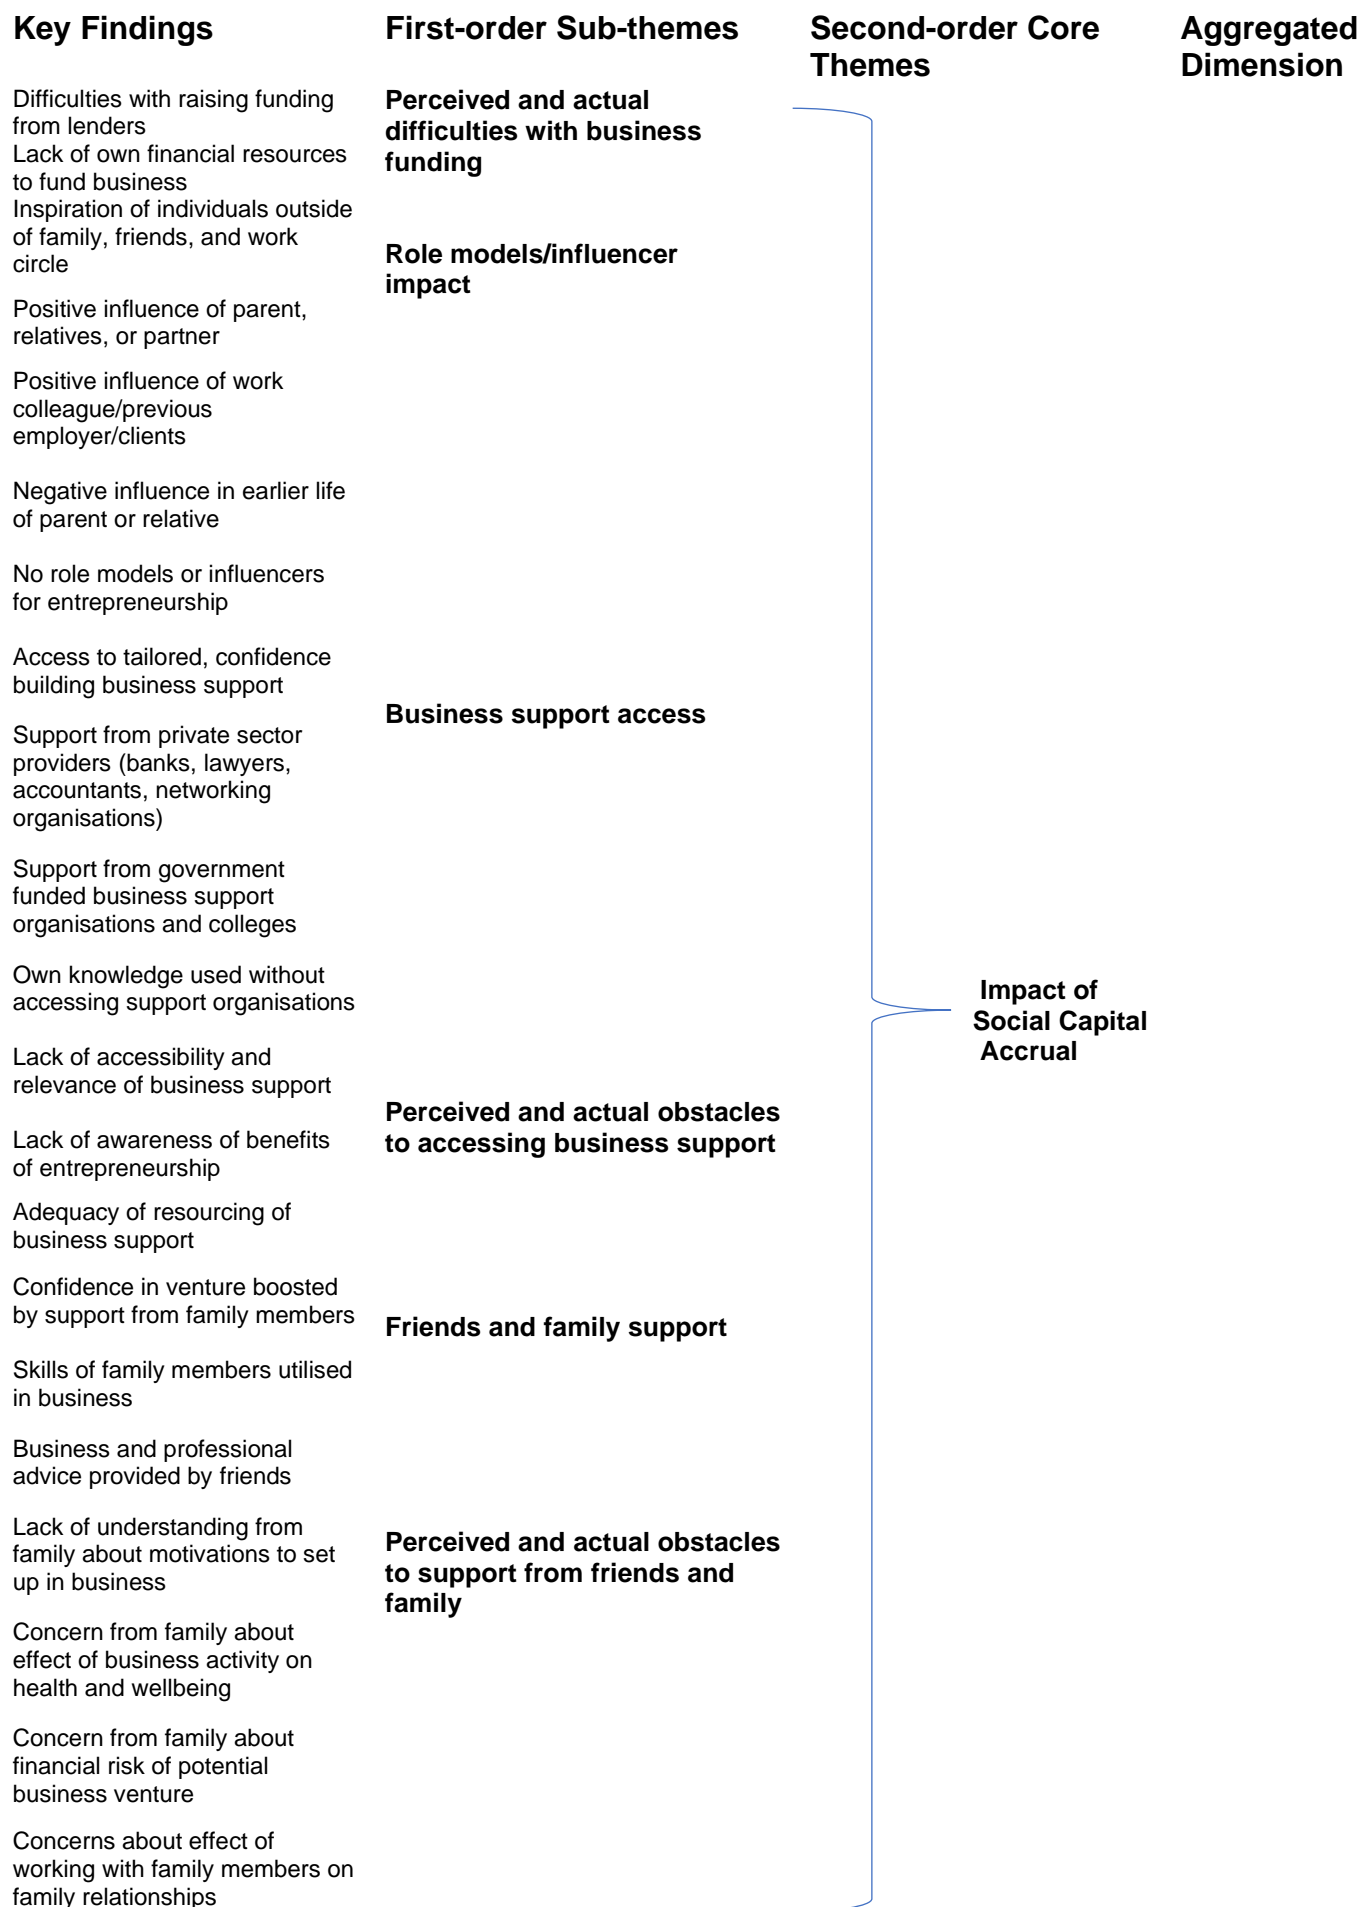 Key Findings
First-order Sub-themes
Second-order Core
Themes
Aggregated
Dimension
Difficulties with raising funding
from lenders
Lack of own financial resources
to fund business
Inspiration of individuals outside
of family, friends, and work
circle
Positive influence of parent,
relatives, or partner
Positive influence of work
colleague/previous
employer/clients
Negative influence in earlier life
of parent or relative
No role models or influencers
for entrepreneurship
Access to tailored, confidence
building business support
Support from private sector
providers (banks, lawyers,
accountants, networking
organisations)
Support from government
funded business support
organisations and colleges
Own knowledge used without
accessing support organisations
Lack of accessibility and
relevance of business support
Lack of awareness of benefits
of entrepreneurship
Adequacy of resourcing of
business support
Confidence in venture boosted
by support from family members
Skills of family members utilised
in business
Business and professional
advice provided by friends
Lack of understanding from
family about motivations to set
up in business
Concern from family about
effect of business activity on
health and wellbeing
Concern from family about
financial risk of potential
business venture
Concerns about effect of
working with family members on
family relationships
Perceived and actual
difficulties with business
funding
Role models/influencer
impact
Business support access
Perceived and actual obstacles
to accessing business support
Friends and family support
Perceived and actual obstacles
to support from friends and
family
Impact of
Social Capital
Accrual